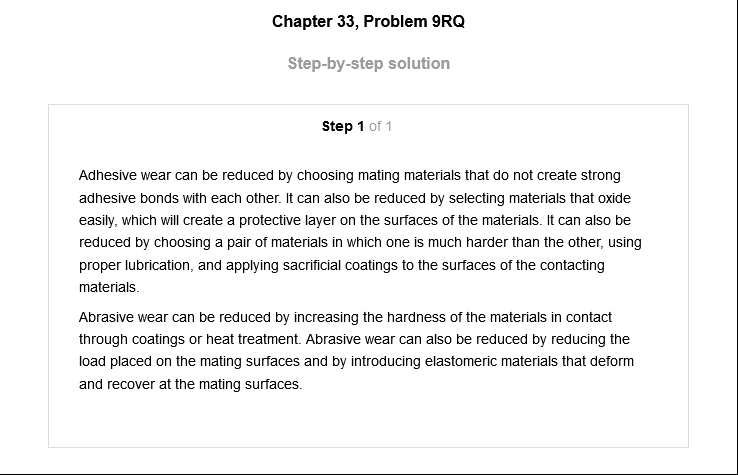 Chapter 33, Problem 9RQ
Step-by-step solution
Step 1 of 1
Adhesive wear can be reduced by choosing mating materials that do not create strong
adhesive bonds with each other. It can also be reduced by selecting materials that oxide
easily, which will create a protective layer on the surfaces of the materials. It can also be
reduced by choosing a pair of materials in which one is much harder than the other, using
proper lubrication, and applying sacrificial coatings to the surfaces of the contacting
materials.
Abrasive wear can be reduced by increasing the hardness of the materials in contact
through coatings or heat treatment. Abrasive wear can also be reduced by reducing the
load placed on the mating surfaces and by introducing elastomeric materials that deform
and recover at the mating surfaces.